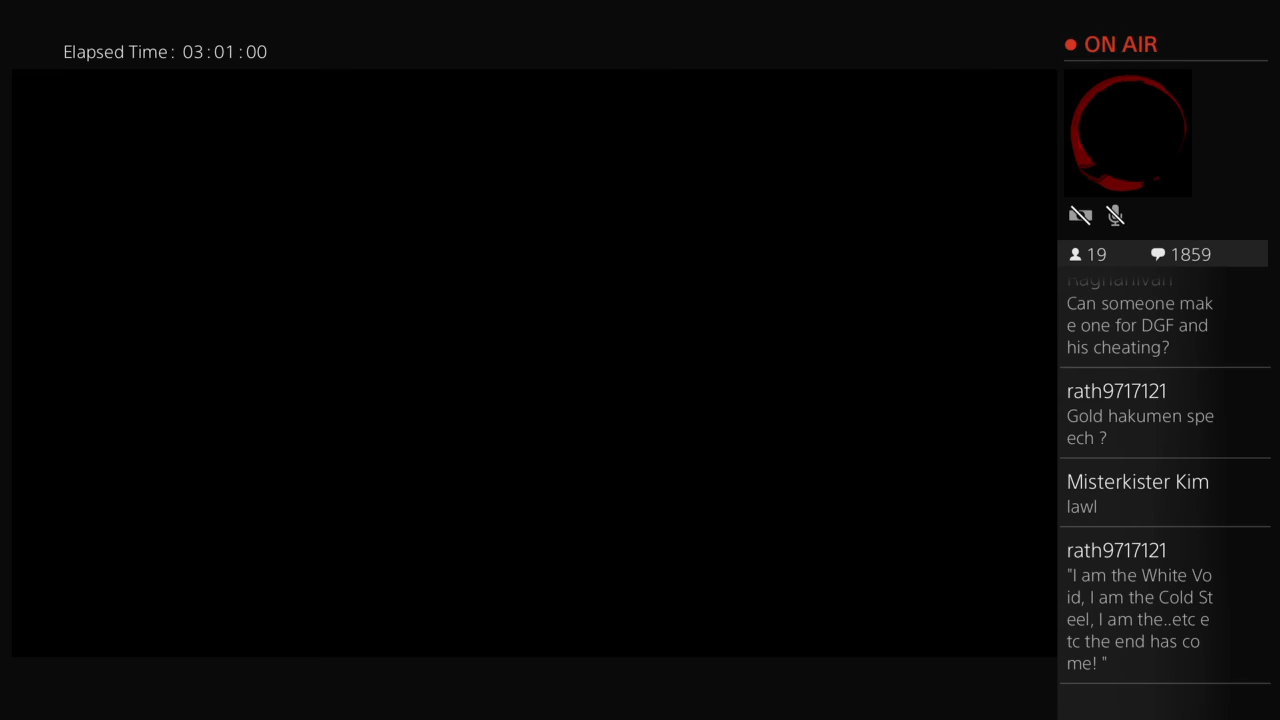 Elapsed Time: 03:01:00
ON AIR
19 1859
Raghanivan
Can someone mak
e one for DGF and
his cheating?
rath9717121
Gold hakumen spe
ech ?
Misterkister Kim
lawl
rath9717121
"I am the White Vo
id, I am the Cold St
eel, I am the..etc e
tc the end has co
me! "